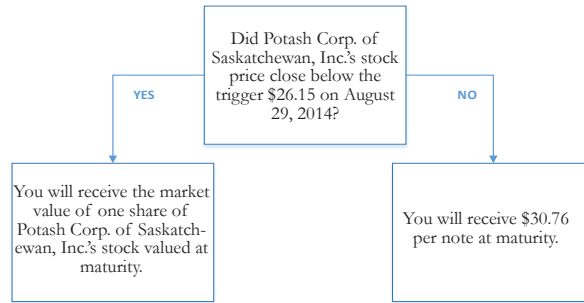 Did Potash Corp. of
Saskatchewan, Inc.'s stock
price close below the
trigger $26.15 on August
29, 2014?
YES
NO
You will receive the market
value of one share of
Potash Corp. of Saskatch-
ewan, Inc.'s stock valued at
maturity.
You will receive $30.76
per note at maturity.